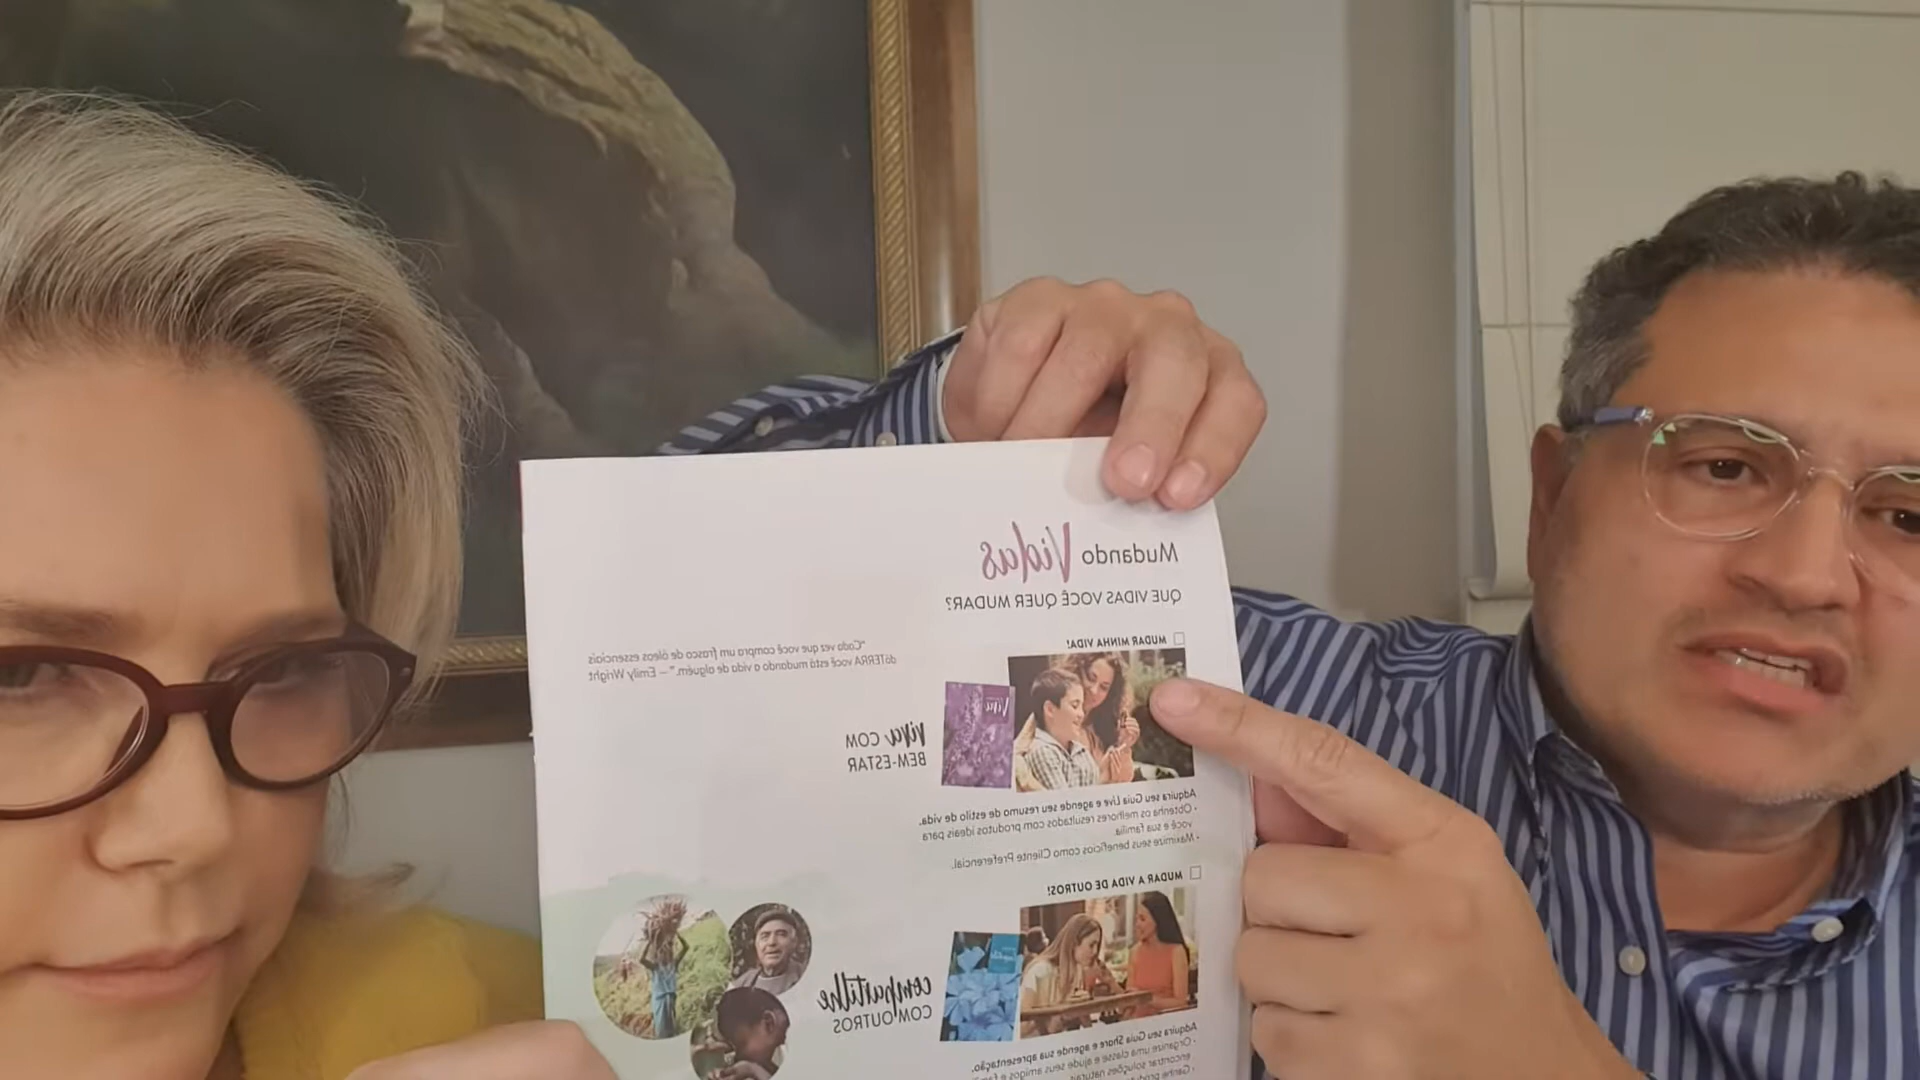 Mudando Vidas
QUE VIDAS VOCÊ QUER MUDAR?
"Cada vez que você compra um frasco de óleos essenciais
dōTERRA você está mudando a vida de alguém." — Emily Wright
MUDAR MINHA VIDA!
Viva
viva COM
BEM-ESTAR
Adquira seu Guia Live e agende seu resumo de estilo de vida.
• Obtenha os melhores resultados com produtos ideais para
você e sua família.
• Maximize seus benefícios como Cliente Preferencial.
MUDAR A VIDA DE OUTROS!
compartilhe
COM OUTROS
Adquira seu Guia Share e agende sua apresentação.
• Organize uma classe e ajude seus amigos e
encontrar soluções naturais
• Ganhe